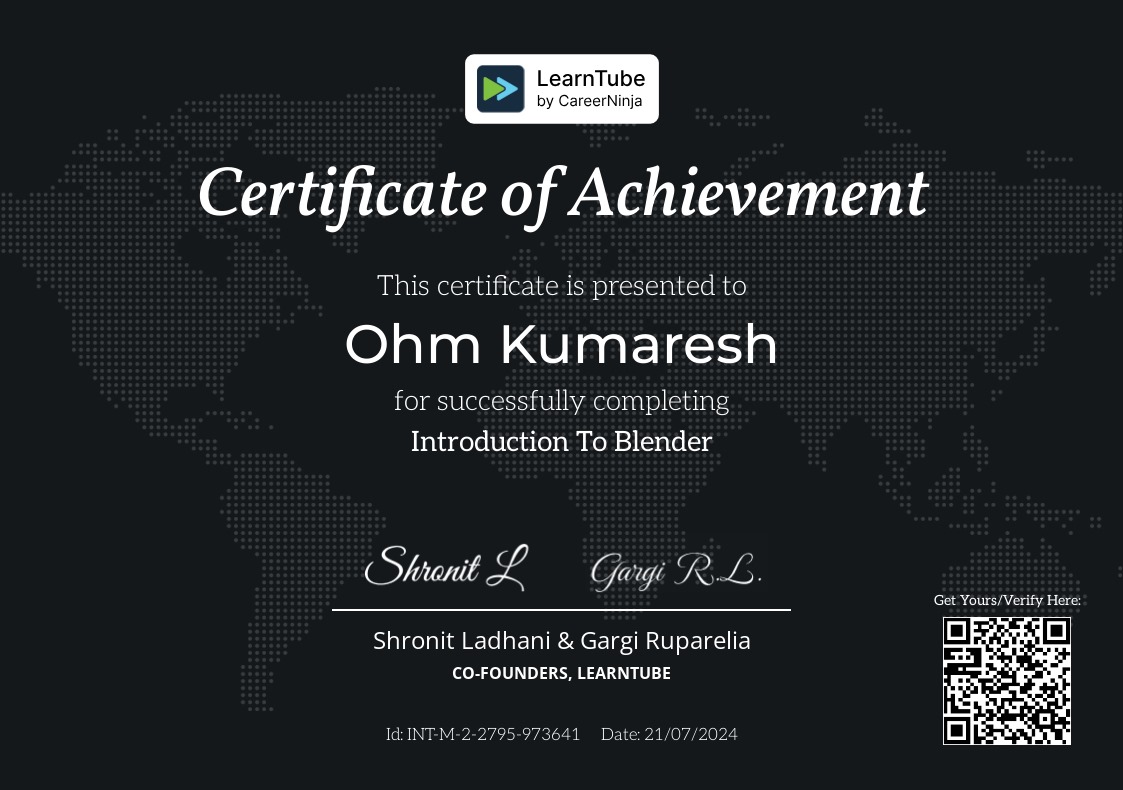 LearnTube
by CareerNinja
Certificate of Achievement
This certificate is presented to
Ohm Kumaresh
for successfully completing
Introduction To Blender
Shronit L
Gargi R.L.
Shronit Ladhani & Gargi Ruparelia
CO-FOUNDERS, LEARNTUBE
Get Yours/Verify Here:
Id: INT-M-2-2795-973641 Date: 21/07/2024